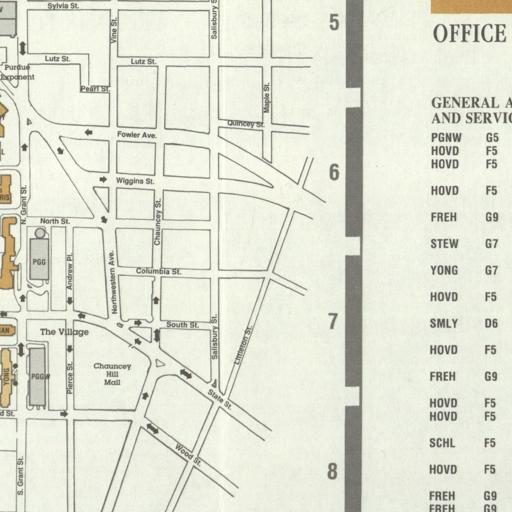 Sylvia St.
Vine St.
Salisbury S
5
OFFICE
Lutz St.
Lutz St.
Purdue
Exponent
Pearl St.
Maple St.
GENERAL A
AND SERVIC
Quincey St.
Fowler Ave.
PGNW G5
HOVD F5
HOVD F5
6
Wiggins St.
HOVD F5
N. Grant St.
Chauncey St.
North St.
FREH G9
STEW G7
PGG
Andrew Pl.
Northwestern Ave.
Columbia St.
YONG G7
HOVD F5
7
The Village
South St.
Salisbury St.
Littleton St.
SMLY D6
HOVD F5
YONG
PGGW
Pierce St.
Chauncey
Hill
Mall
State St.
FREH G9
HOVD F5
HOVD F5
d St.
Wood St.
SCHL F5
8
S. Grant St.
HOVD F5
FREH G9
FREH G9